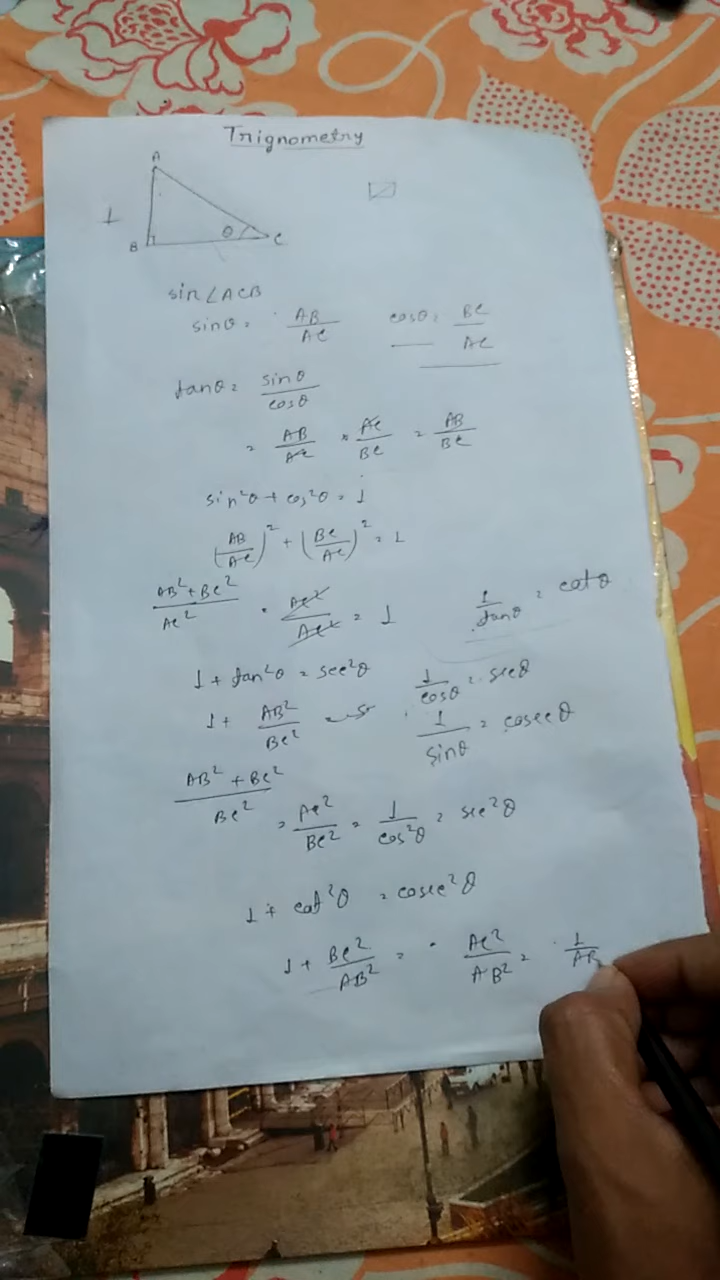 Trignometry
A
⊥
B θ C
sin∠ACB
sinθ = AB/AC cosθ = BC/AC
tanθ = sinθ/cosθ
= AB/AC × AC/BC = AB/BC
sin²θ + cos²θ = 1
(AB/AC)² + (BC/AC)² = 1
(AB² + BC²)/AC² = AC²/AC² = 1 1/tanθ = cotθ
1 + tan²θ = sec²θ 1/cosθ = secθ
1 + AB²/BC² 1/sinθ = cosecθ
(AB² + BC²)/BC² = AC²/BC² = 1/cos²θ = sec²θ
1 + cot²θ = cosec²θ
1 + BC²/AB² = AC²/AB² = 1/AB